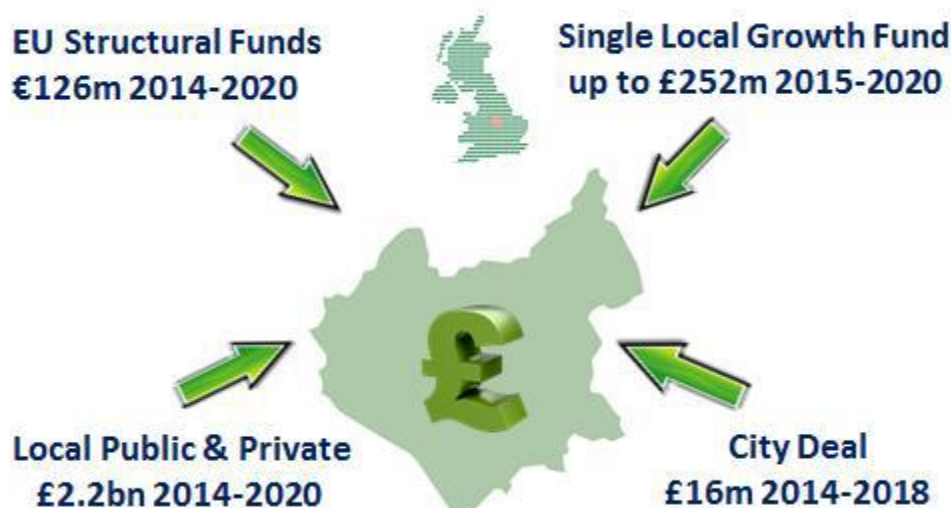 EU Structural Funds
€126m 2014-2020
Single Local Growth Fund
up to £252m 2015-2020
£
Local Public & Private
£2.2bn 2014-2020
City Deal
£16m 2014-2018